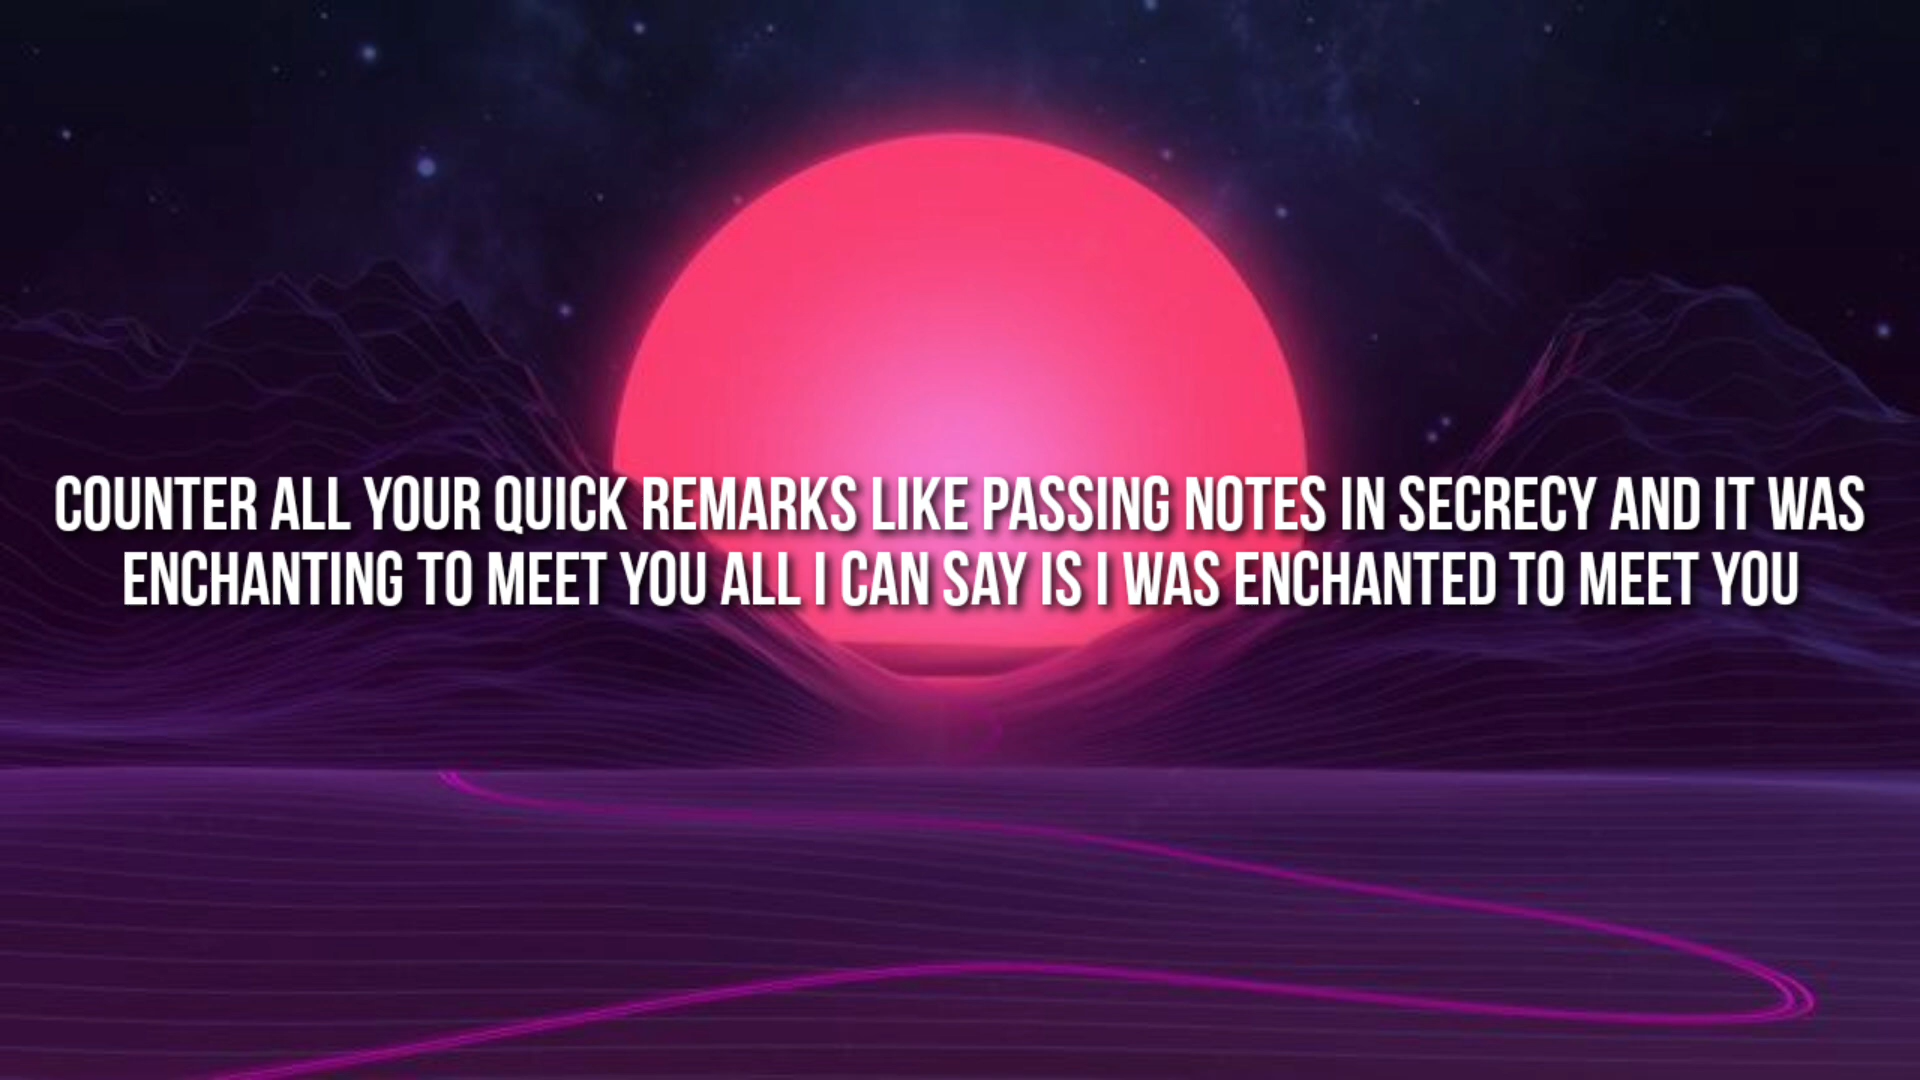 COUNTER ALL YOUR QUICK REMARKS LIKE PASSING NOTES IN SECRECY AND IT WAS
ENCHANTING TO MEET YOU ALL I CAN SAY IS I WAS ENCHANTED TO MEET YOU